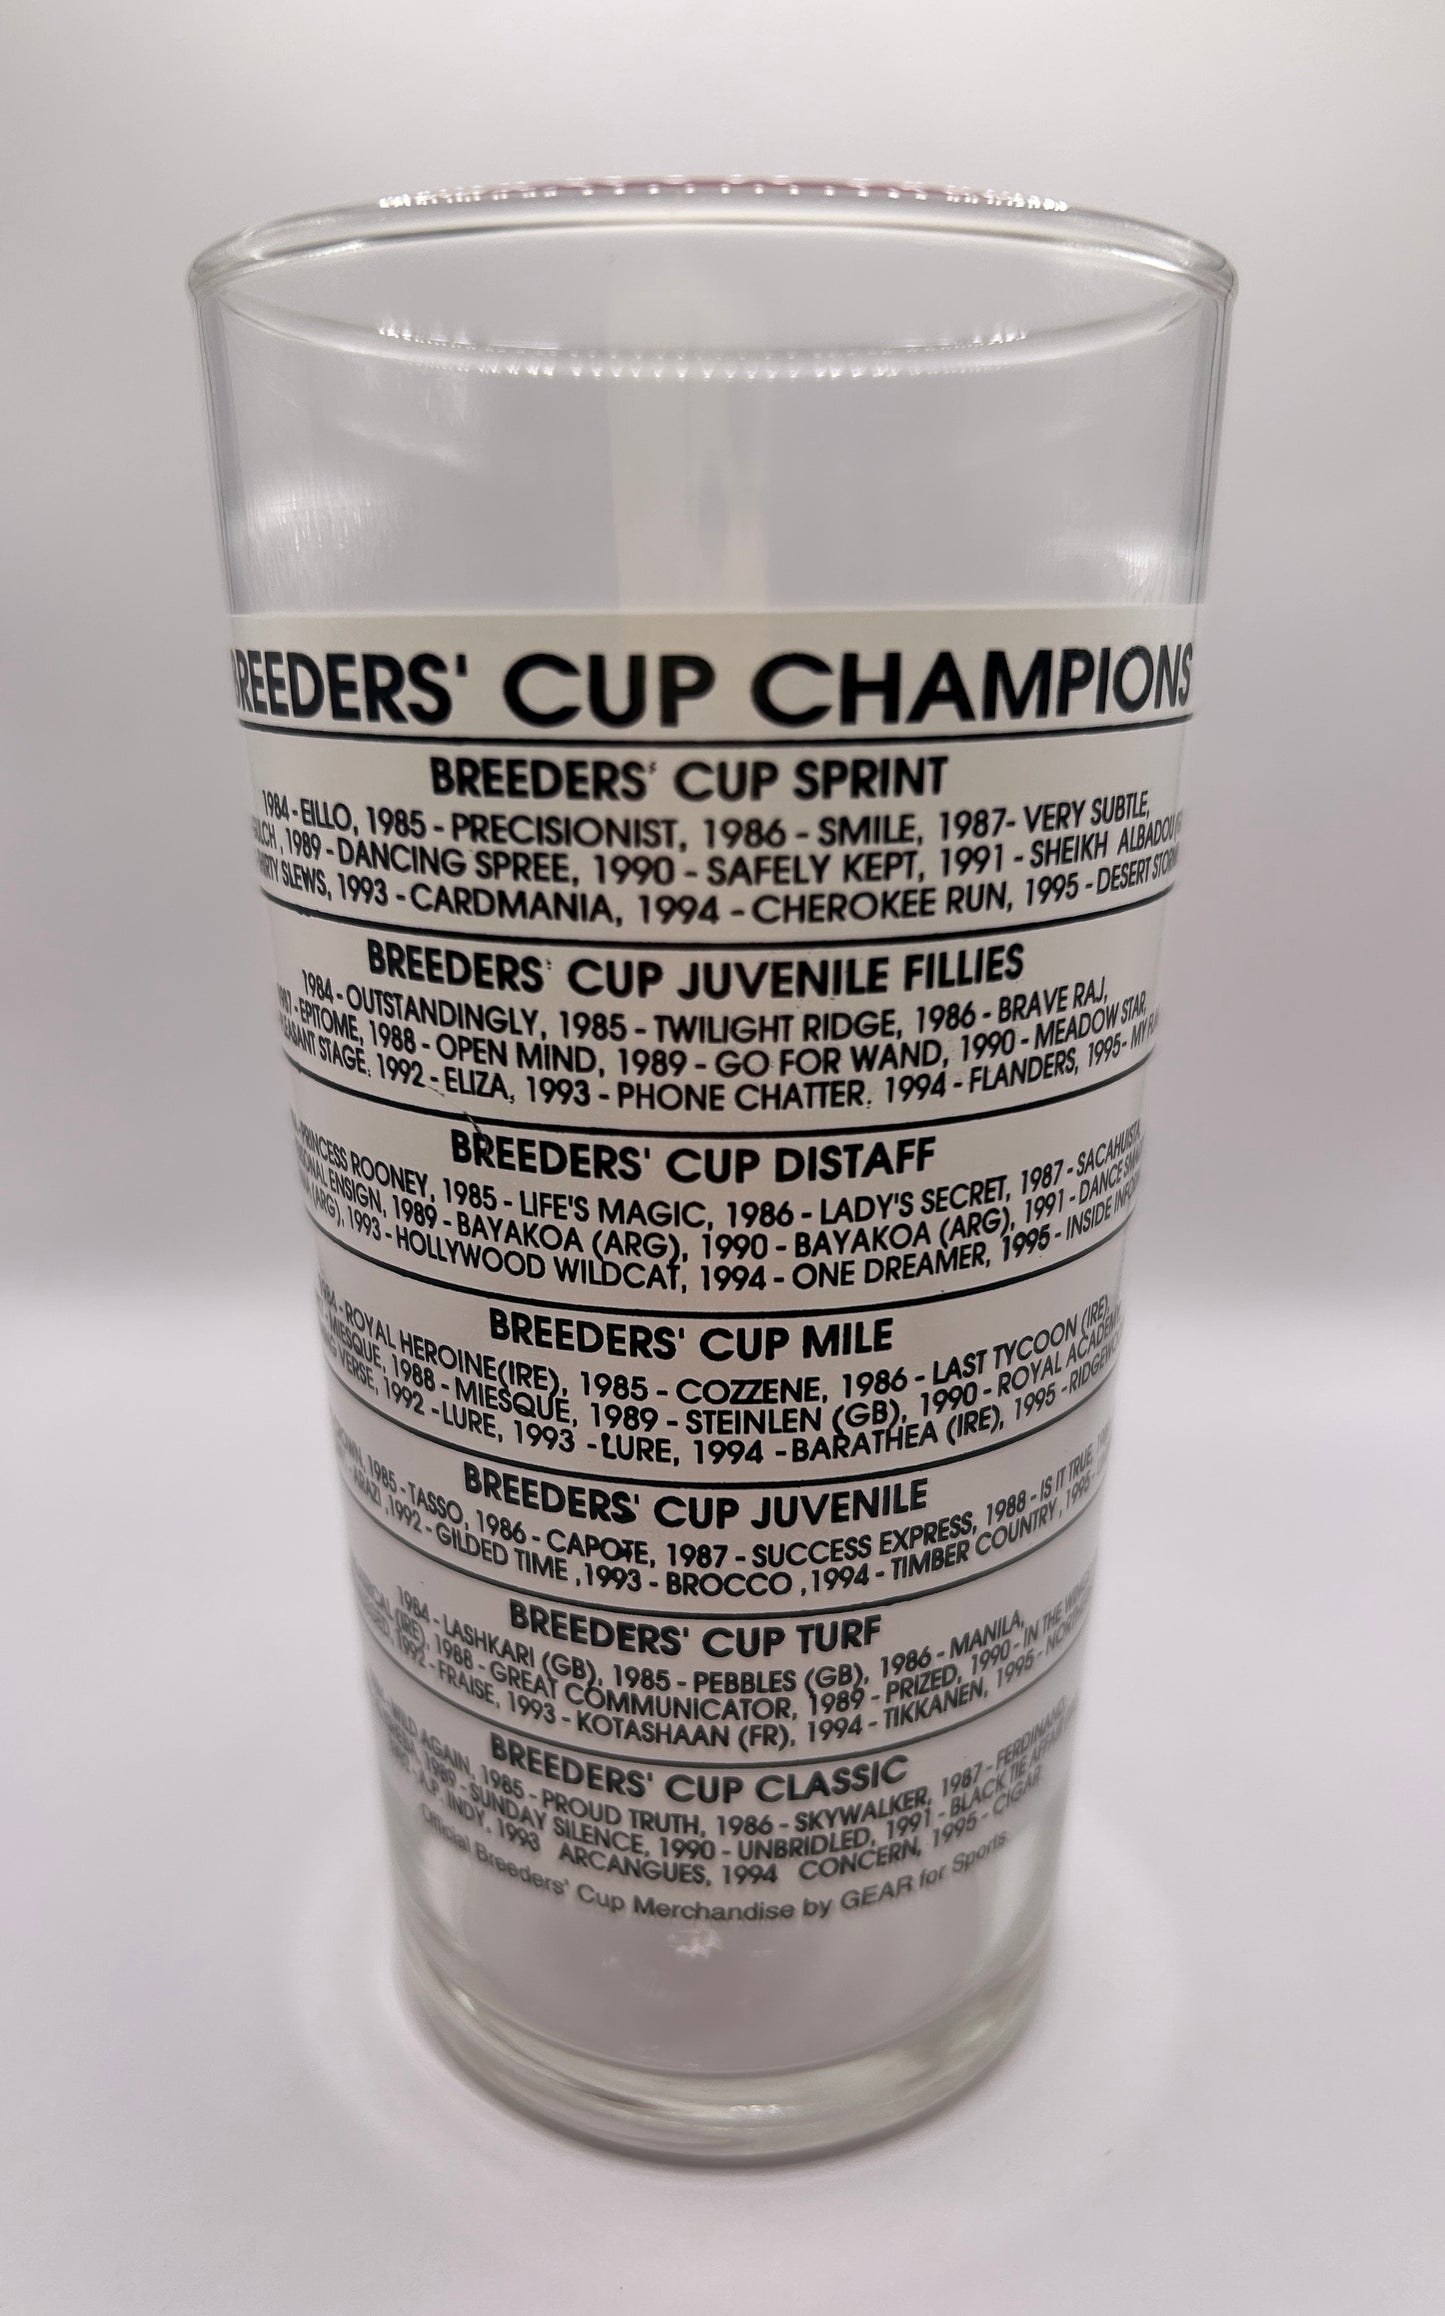 BREEDERS' CUP CHAMPIONS
BREEDERS' CUP SPRINT
1984 - EILLO, 1985 - PRECISIONIST, 1986 - SMILE, 1987- VERY SUBTLE,
1989 - DANCING SPREE, 1990 - SAFELY KEPT, 1991 - SHEIKH ALBADOU
SLEWS, 1993 - CARDMANIA, 1994 - CHEROKEE RUN, 1995 - DESERT STORM
BREEDERS' CUP JUVENILE FILLIES
1984 - OUTSTANDINGLY, 1985 - TWILIGHT RIDGE, 1986 - BRAVE RAJ,
- EPITOME, 1988 - OPEN MIND, 1989 - GO FOR WAND, 1990 - MEADOW STAR,
STAGE, 1992 - ELIZA, 1993 - PHONE CHATTER, 1994 - FLANDERS, 1995 - MY
BREEDERS' CUP DISTAFF
PRINCESS ROONEY, 1985 - LIFE'S MAGIC, 1986 - LADY'S SECRET, 1987 - SACAHUISTA,
ENSIGN, 1989 - BAYAKOA (ARG), 1990 - BAYAKOA (ARG), 1991 - DANCE
(ARG), 1993 - HOLLYWOOD WILDCAT, 1994 - ONE DREAMER, 1995 - INSIDE
BREEDERS' CUP MILE
1984 - ROYAL HEROINE(IRE), 1985 - COZZENE, 1986 - LAST TYCOON (IRE),
MIESQUE, 1988 - MIESQUE, 1989 - STEINLEN (GB), 1990 - ROYAL ACADEMY
VERSE, 1992 - LURE, 1993 - LURE, 1994 - BARATHEA (IRE), 1995 -
BREEDERS' CUP JUVENILE
1985 - TASSO, 1986 - CAPOTE, 1987 - SUCCESS EXPRESS, 1988 - IS IT TRUE,
- ARAZI ,1992 - GILDED TIME ,1993 - BROCCO ,1994 - TIMBER COUNTRY , 1995 -
BREEDERS' CUP TURF
1984 - LASHKARI (GB), 1985 - PEBBLES (GB), 1986 - MANILA,
(IRE), 1988 - GREAT COMMUNICATOR, 1989 - PRIZED, 1990 - IN THE
1992 - FRAISE, 1993 - KOTASHAAN (FR), 1994 - TIKKANEN, 1995 -
BREEDERS' CUP CLASSIC
- WILD AGAIN, 1985 - PROUD TRUTH, 1986 - SKYWALKER, 1987 - FERDINAND,
1989 - SUNDAY SILENCE, 1990 - UNBRIDLED, 1991 - BLACK TIE AFFAIR
- A.P. INDY, 1993 ARCANGUES, 1994 CONCERN, 1995 - CIGAR
Official Breeders' Cup Merchandise by GEAR for Sports